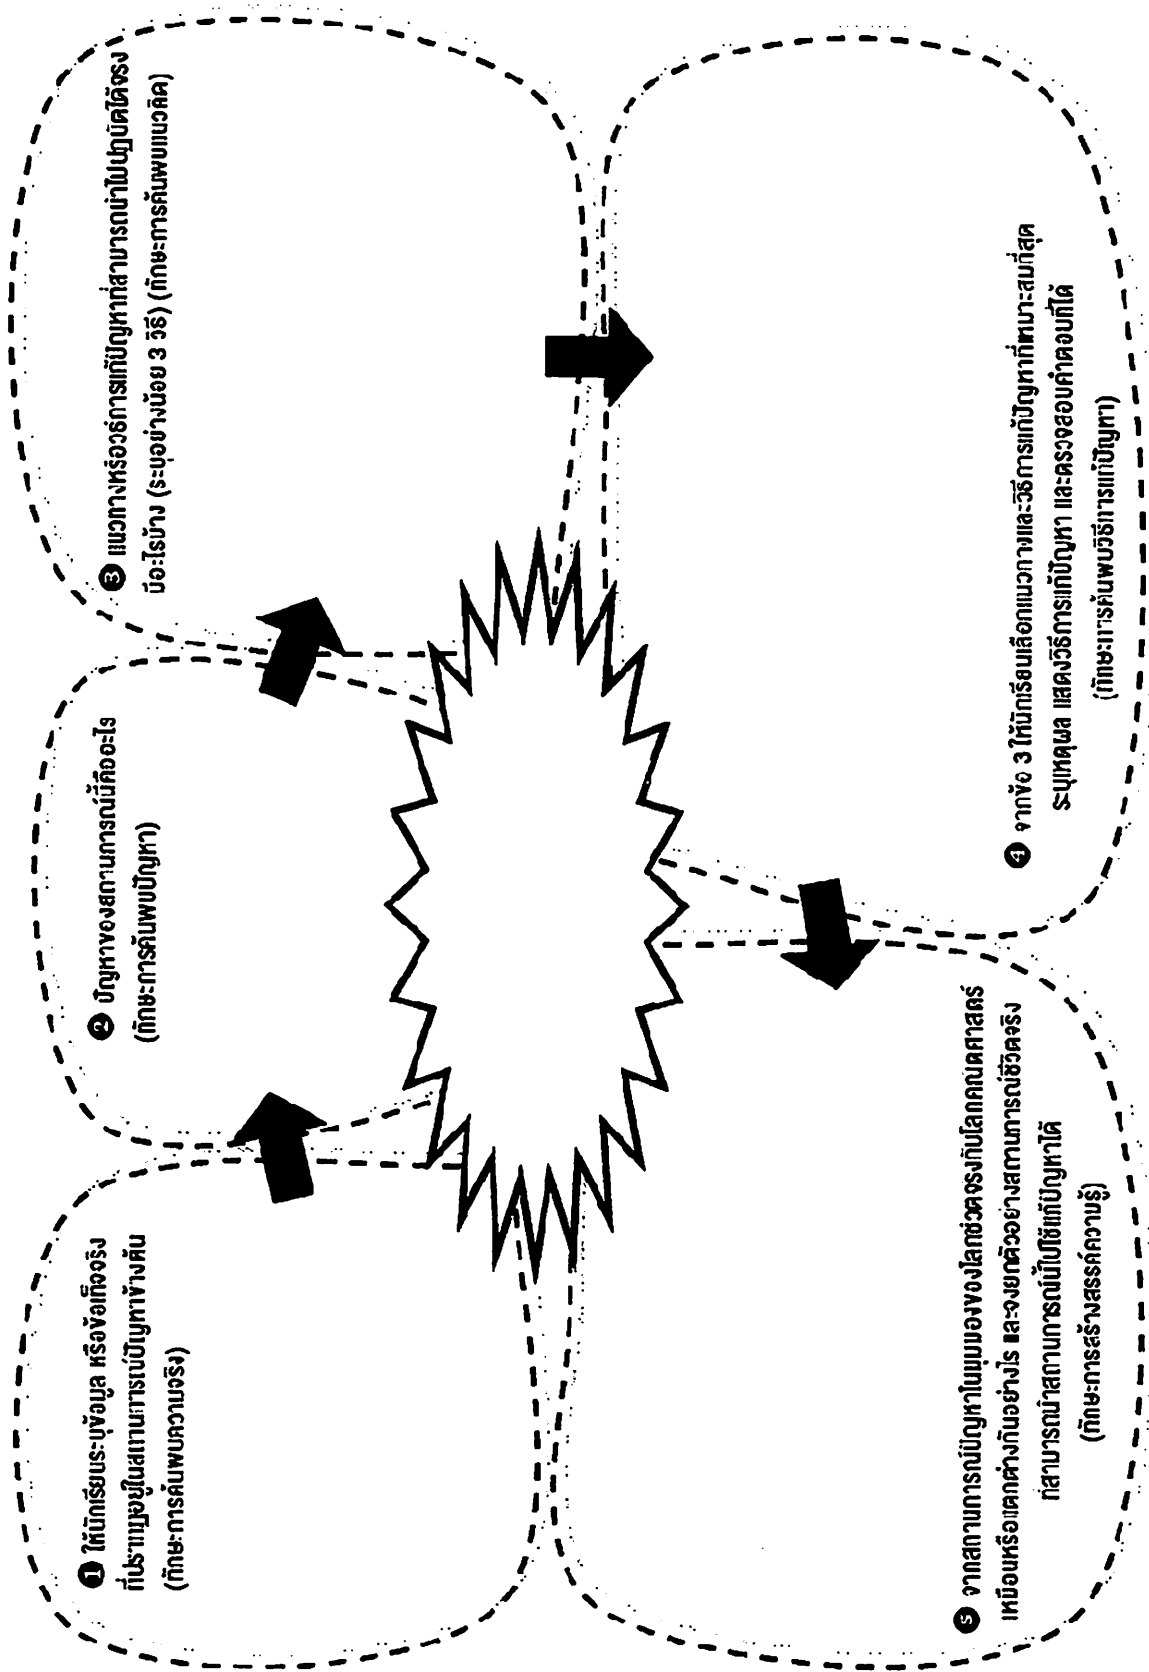 1 ให้นักเรียนระบุข้อมูล หรือข้อเท็จจริง
ที่ปรากฏอยู่ในสถานการณ์ปัญหาข้างต้น
(ทักษะการค้นพบความจริง)
2 ปัญหาของสถานการณ์นี้คืออะไร
(ทักษะการค้นพบปัญหา)
3 แนวทางหรือวิธีการแก้ปัญหาที่สามารถนำไปปฏิบัติได้จริง
มีอะไรบ้าง (ระบุอย่างน้อย 3 วิธี) (ทักษะการค้นพบแนวคิด)
4 จากข้อ 3 ให้นักเรียนเลือกแนวทางและวิธีการแก้ปัญหาที่เหมาะสมที่สุด
ระบุเหตุผล แสดงวิธีการแก้ปัญหา และตรวจสอบคำตอบที่ได้
(ทักษะการค้นพบวิธีการแก้ปัญหา)
5 จากสถานการณ์ปัญหาในมุมมองของโลกชีวิตจริงกับโลกคณิตศาสตร์
เหมือนหรือแตกต่างกันอย่างไร และจงยกตัวอย่างสถานการณ์ชีวิตจริง
ที่สามารถนำสถานการณ์นี้ไปใช้แก้ปัญหาได้
(ทักษะการสร้างสรรค์ความรู้)